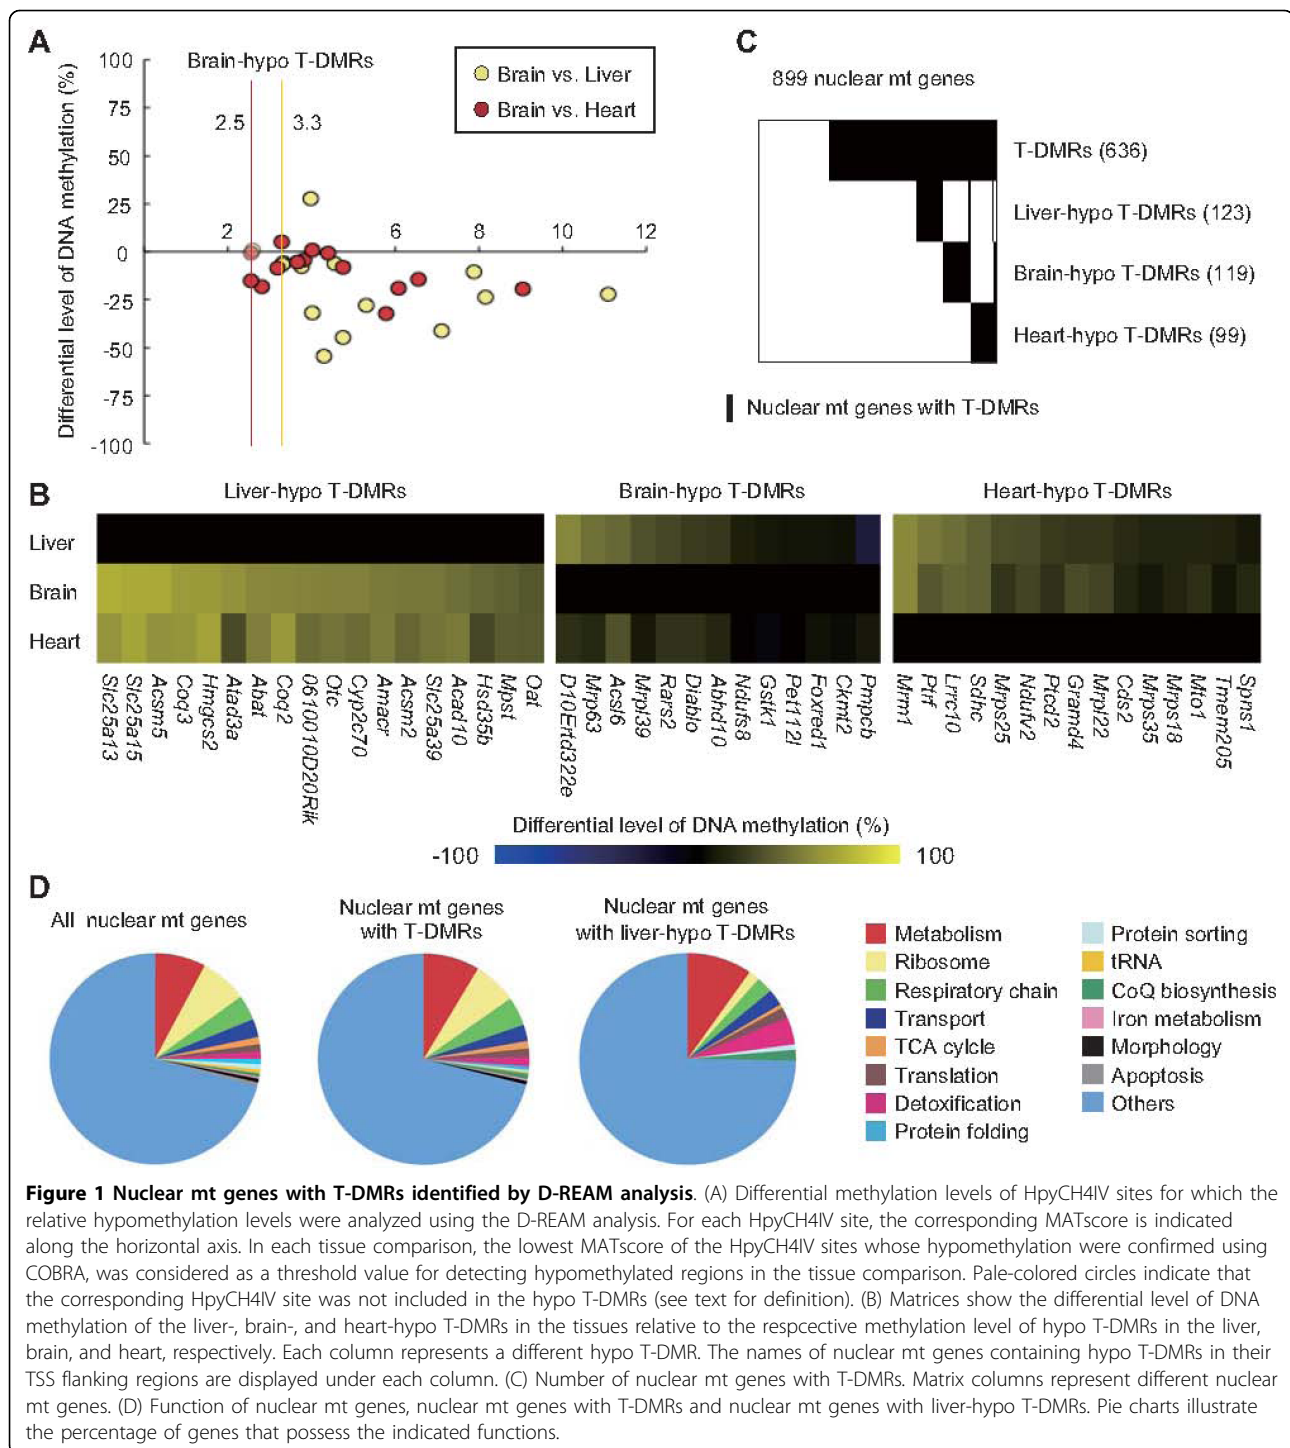 A
Brain-hypo T-DMRs
2.5
3.3
Brain vs. Liver
Brain vs. Heart
Differential level of DNA methylation (%)
100
75
50
25
0
-25
-50
-75
-100
2
6
8
10
12
C
899 nuclear mt genes
T-DMRs (636)
Liver-hypo T-DMRs (123)
Brain-hypo T-DMRs (119)
Heart-hypo T-DMRs (99)
Nuclear mt genes with T-DMRs
B
Liver-hypo T-DMRs
Brain-hypo T-DMRs
Heart-hypo T-DMRs
Liver
Brain
Heart
Slc25a13
Slc25a15
Acsm5
Coq3
Hmgcs2
Atad3a
Abat
Coq2
0610010D20Rik
Otc
Cyp2c70
Amacr
Acsm2
Slc25a39
Acad10
Hsd35b
Mpst
Oat
D10Ertd322e
Mrp63
Acsl6
Mrpl39
Rars2
Diablo
Abhd10
Ndufs8
Gstk1
Pet112l
Foxred1
Ckmt2
Pmpcb
Mrm1
Ptrf
Lrrc10
Sdhc
Mrps25
Ndufv2
Ptcd2
Gramd4
Mrpl22
Cds2
Mrps35
Mrps18
Mto1
Tmem205
Spns1
Differential level of DNA methylation (%)
-100
100
D
All nuclear mt genes
Nuclear mt genes
with T-DMRs
Nuclear mt genes
with liver-hypo T-DMRs
Metabolism
Ribosome
Respiratory chain
Transport
TCA cylcle
Translation
Detoxification
Protein folding
Protein sorting
tRNA
CoQ biosynthesis
Iron metabolism
Morphology
Apoptosis
Others
Figure 1 Nuclear mt genes with T-DMRs identified by D-REAM analysis. (A) Differential methylation levels of HpyCH4IV sites for which the
relative hypomethylation levels were analyzed using the D-REAM analysis. For each HpyCH4IV site, the corresponding MATscore is indicated
along the horizontal axis. In each tissue comparison, the lowest MATscore of the HpyCH4IV sites whose hypomethylation were confirmed using
COBRA, was considered as a threshold value for detecting hypomethylated regions in the tissue comparison. Pale-colored circles indicate that
the corresponding HpyCH4IV site was not included in the hypo T-DMRs (see text for definition). (B) Matrices show the differential level of DNA
methylation of the liver-, brain-, and heart-hypo T-DMRs in the tissues relative to the respcective methylation level of hypo T-DMRs in the liver,
brain, and heart, respectively. Each column represents a different hypo T-DMR. The names of nuclear mt genes containing hypo T-DMRs in their
TSS flanking regions are displayed under each column. (C) Number of nuclear mt genes with T-DMRs. Matrix columns represent different nuclear
mt genes. (D) Function of nuclear mt genes, nuclear mt genes with T-DMRs and nuclear mt genes with liver-hypo T-DMRs. Pie charts illustrate
the percentage of genes that possess the indicated functions.